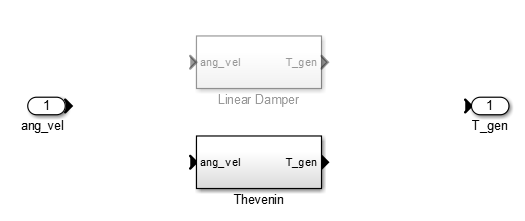 ang_vel T_gen
Linear Damper
1
ang_vel
1
T_gen
ang_vel T_gen
Thevenin